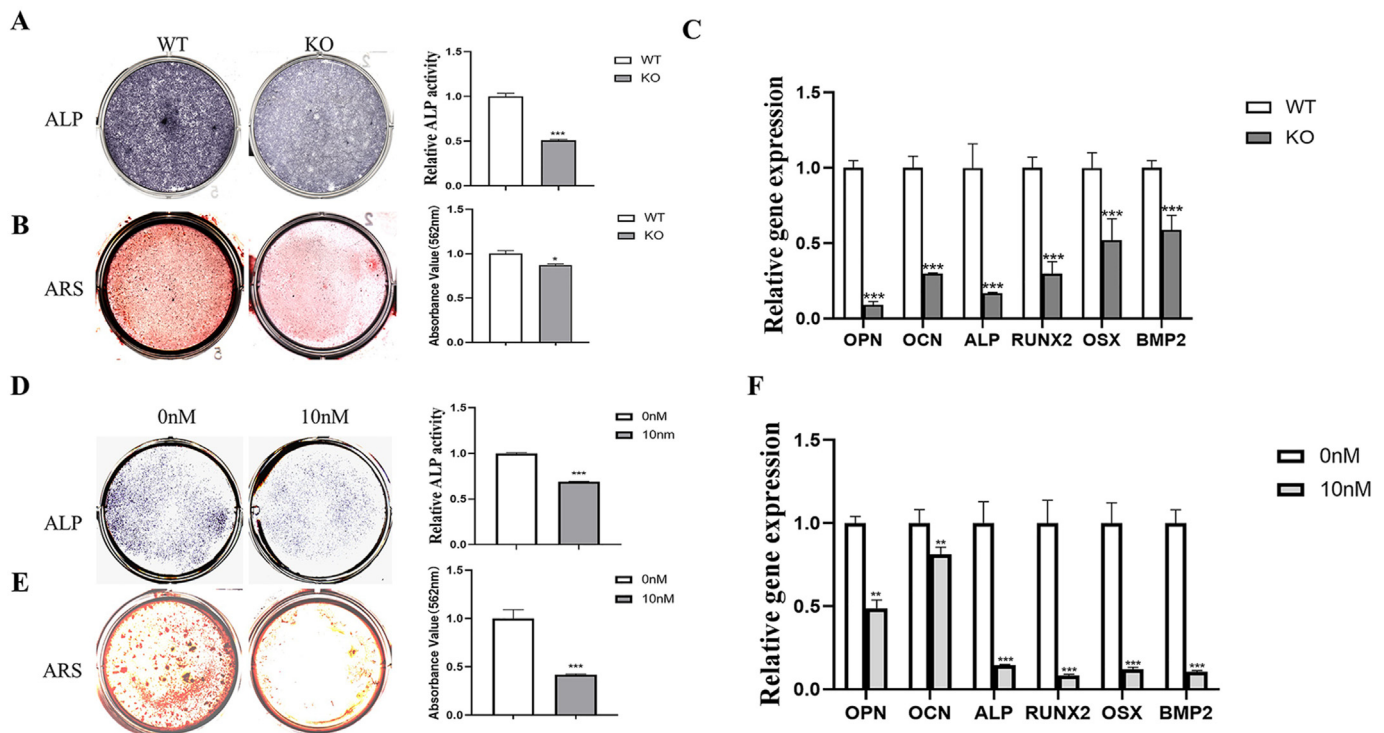 A
WT
KO
ALP
2
5
Relative ALP activity
1.5
1.0
0.5
0.0
***
WT
KO
B
ARS
2
5
Absorbance Value (562nm)
1.5
1.0
0.5
0.0
*
WT
KO
C
Relative gene expression
1.5
1.0
0.5
0.0
*** *** *** *** *** ***
OPN OCN ALP RUNX2 OSX BMP2
WT
KO
D
0nM
10nM
ALP
Relative ALP activity
1.5
1.0
0.5
0.0
***
0nM
10nm
E
ARS
Absorbance Value (562nm)
1.5
1.0
0.5
0.0
***
0nM
10nM
F
Relative gene expression
1.5
1.0
0.5
0.0
** ** *** *** *** ***
OPN OCN ALP RUNX2 OSX BMP2
0nM
10nM